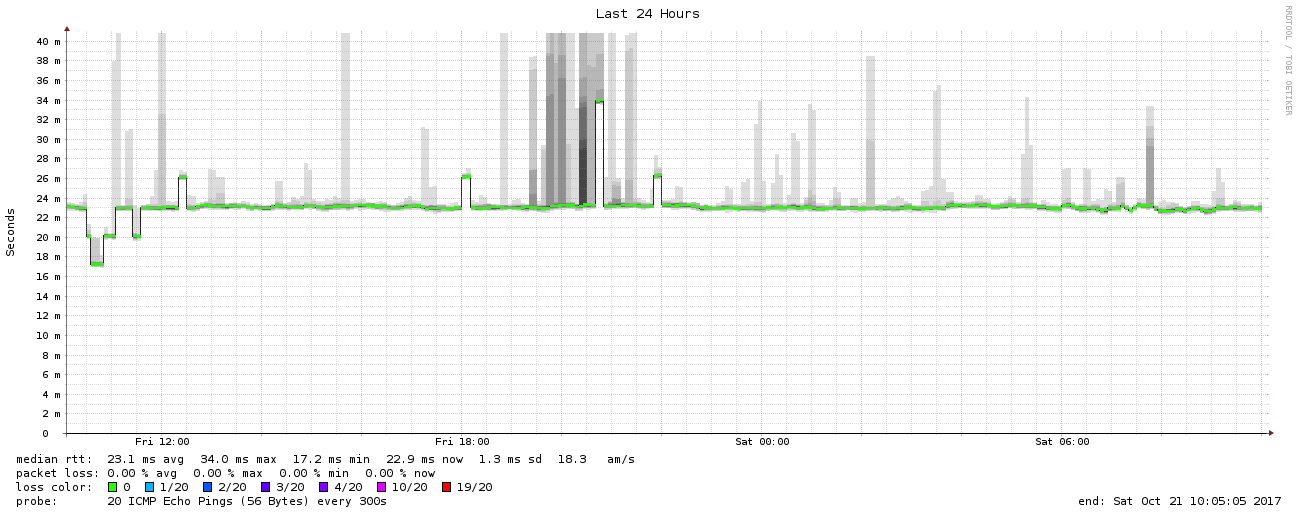 Last 24 Hours
RRDTOOL / TOBI OETIKER
Seconds
40 m
38 m
36 m
34 m
32 m
30 m
28 m
26 m
24 m
22 m
20 m
18 m
16 m
14 m
12 m
10 m
8 m
6 m
4 m
2 m
0
Fri 12:00 Fri 18:00 Sat 00:00 Sat 06:00
median rtt: 23.1 ms avg 34.0 ms max 17.2 ms min 22.9 ms now 1.3 ms sd 18.3 am/s
packet loss: 0.00 % avg 0.00 % max 0.00 % min 0.00 % now
loss color: 0 1/20 2/20 3/20 4/20 10/20 19/20
probe: 20 ICMP Echo Pings (56 Bytes) every 300s end: Sat Oct 21 10:05:05 2017